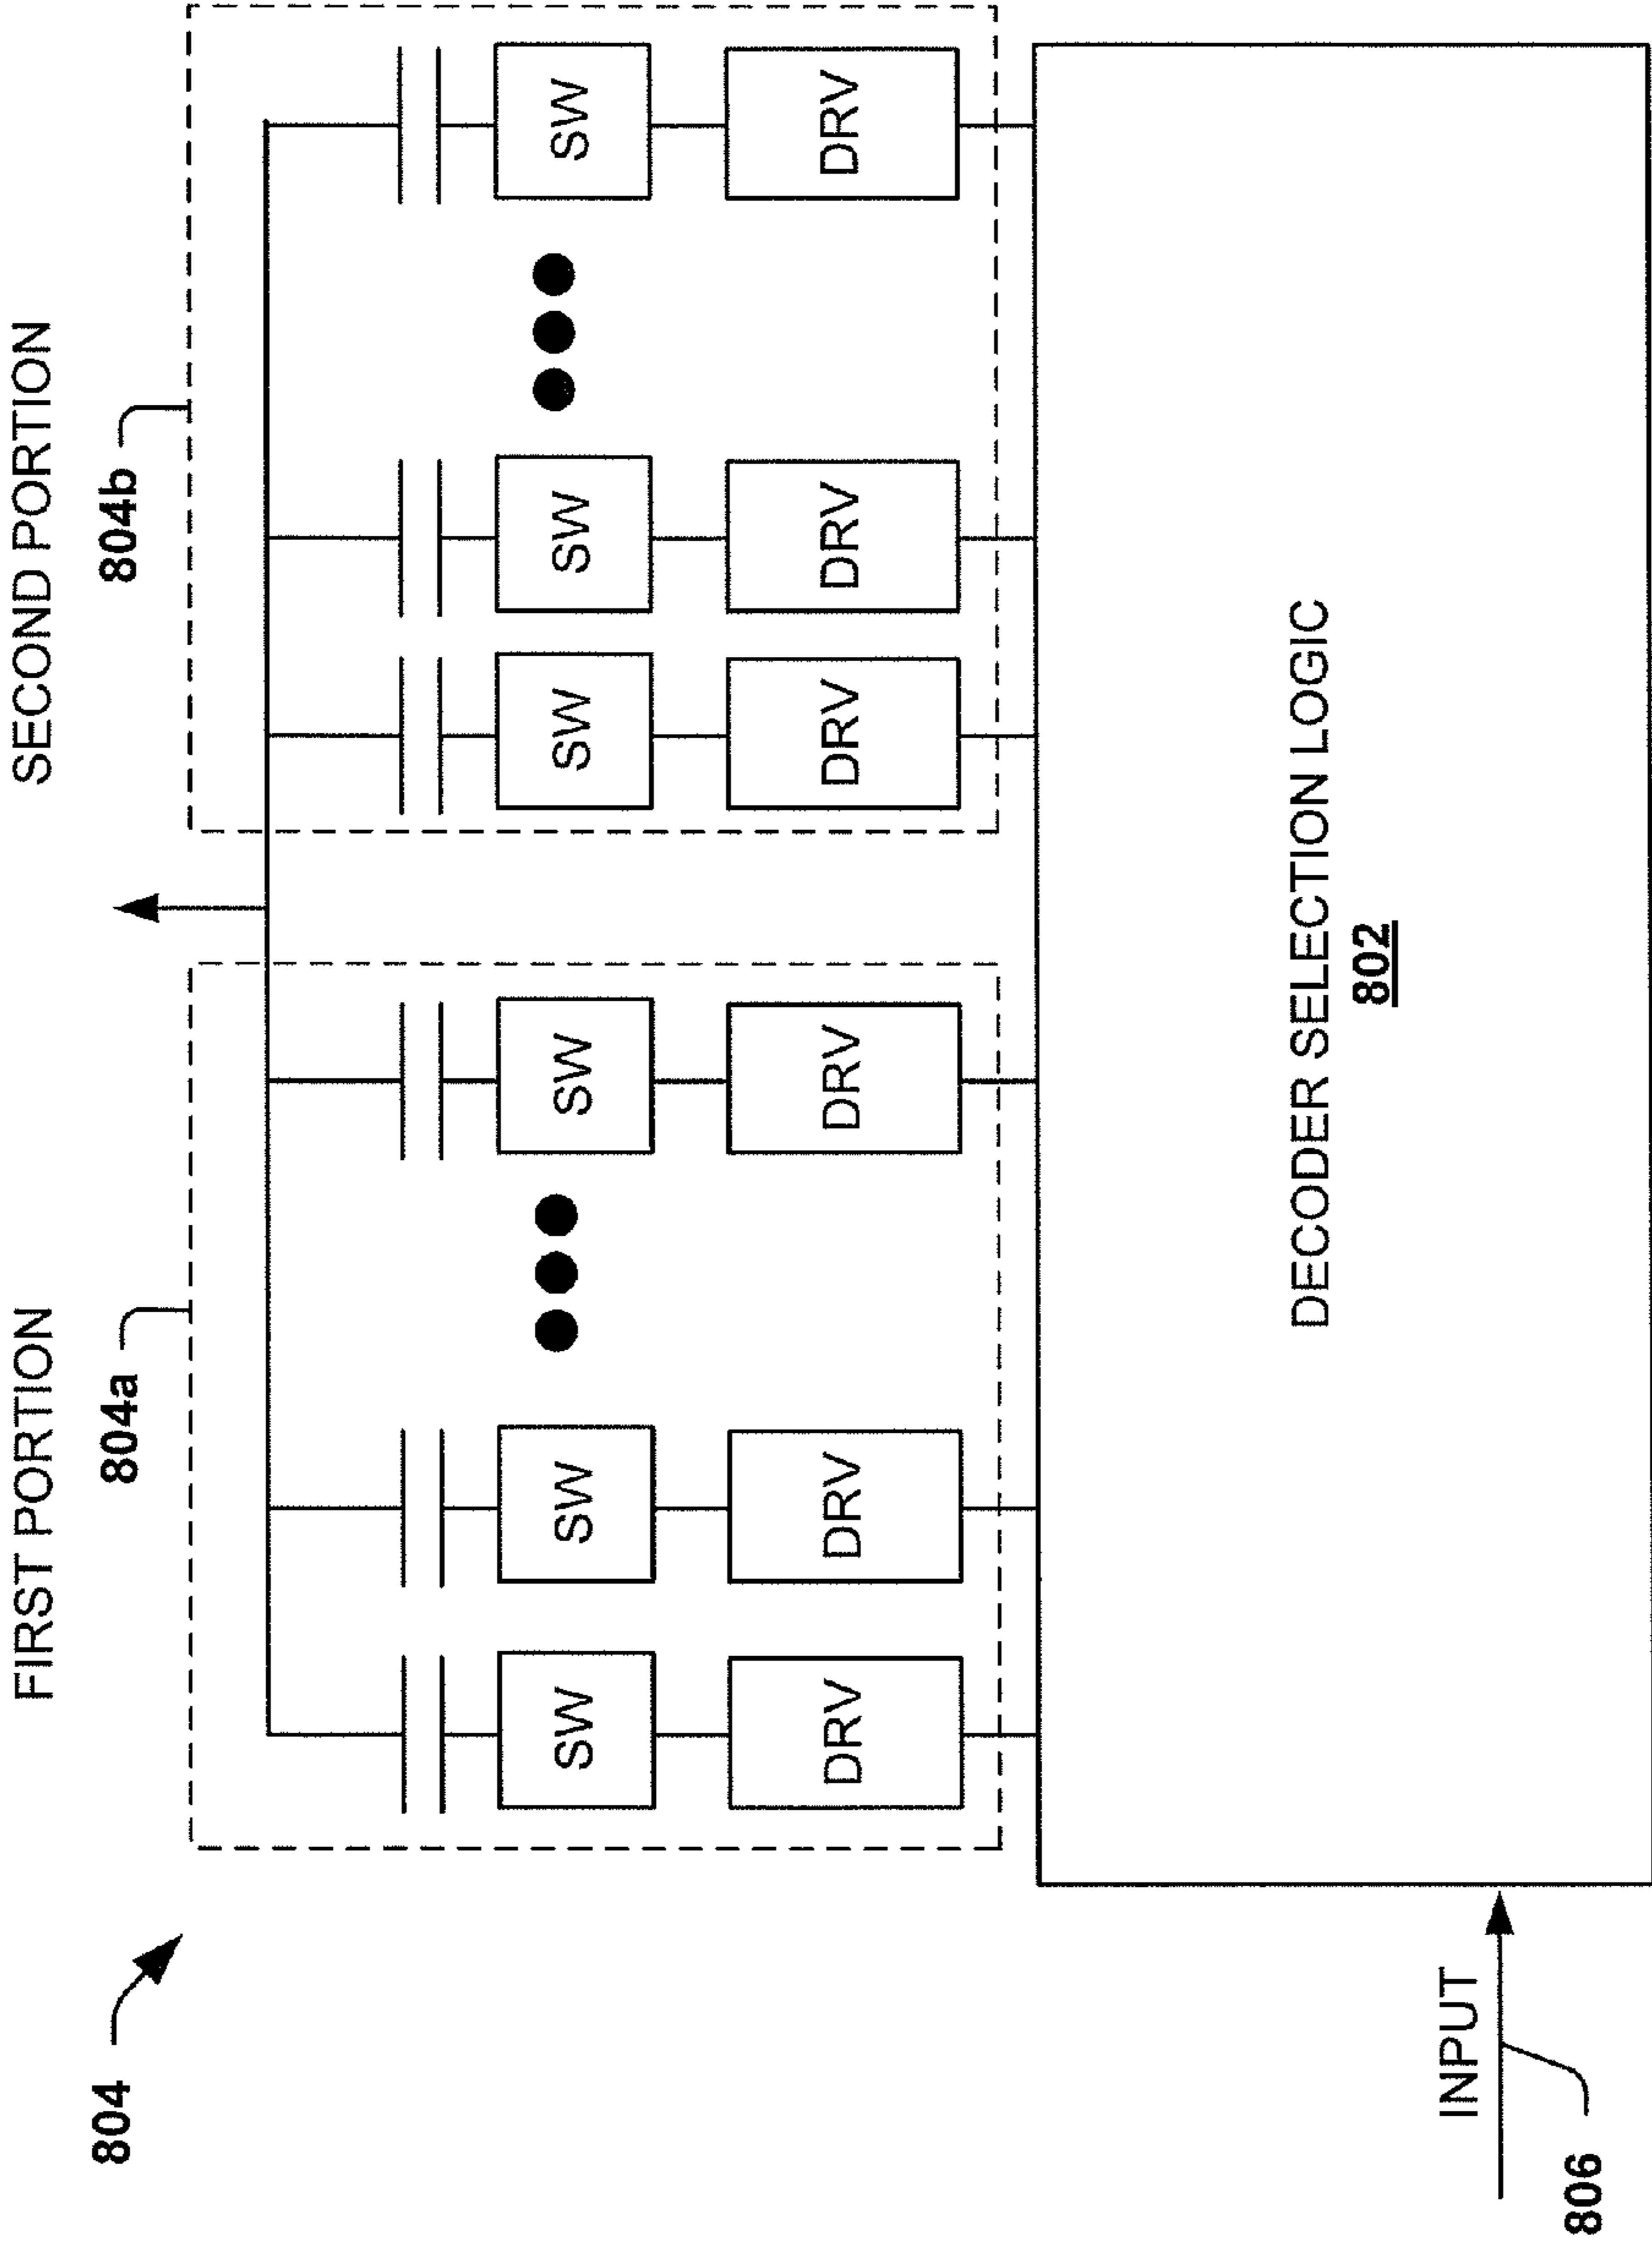 804
FIRST PORTION
SECOND PORTION
804a
804b
SW
SW
SW
SW
SW
SW
DRV
DRV
DRV
DRV
DRV
DRV
DECODER SELECTION LOGIC
802
INPUT
806